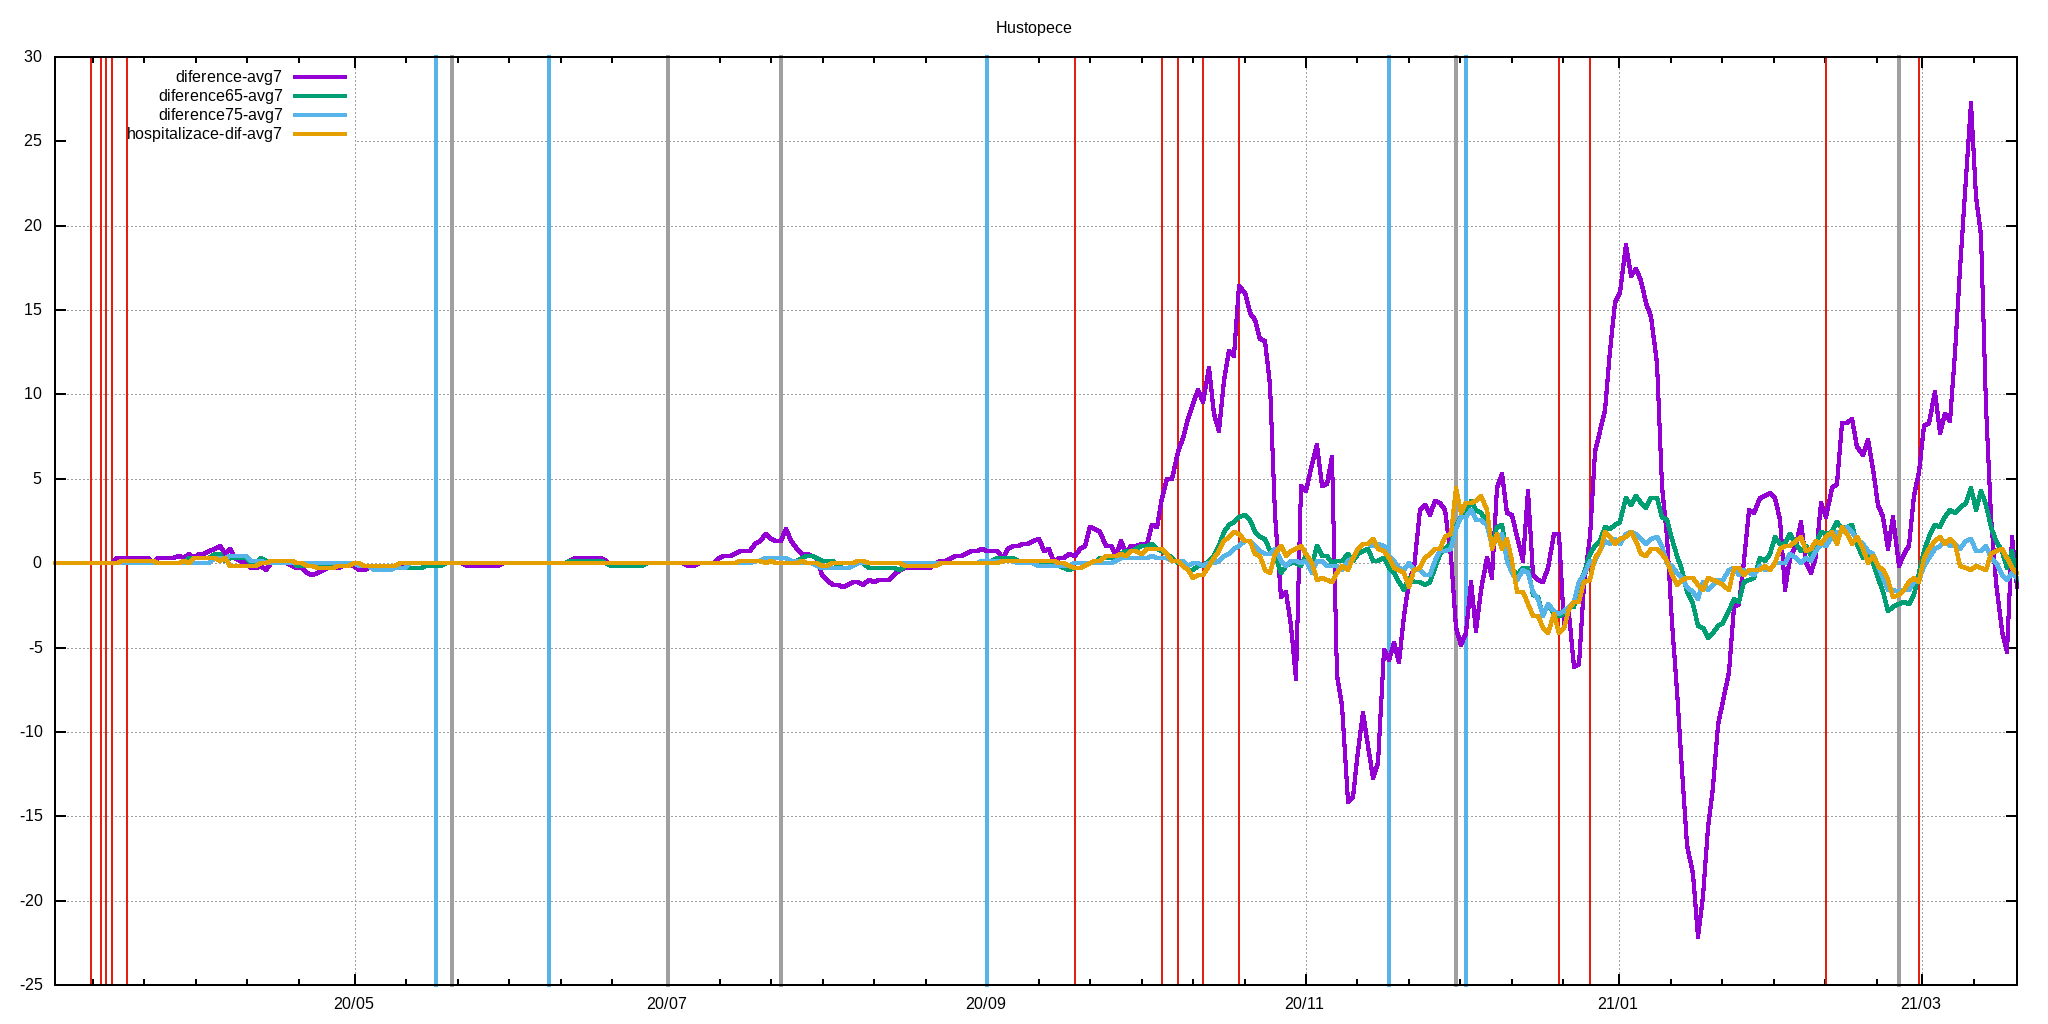 Hustopece
30
diference-avg7
diference65-avg7
diference75-avg7
hospitalizace-dif-avg7
25
20
15
10
5
0
-5
-10
-15
-20
-25
20/05 20/07 20/09 20/11 21/01 21/03